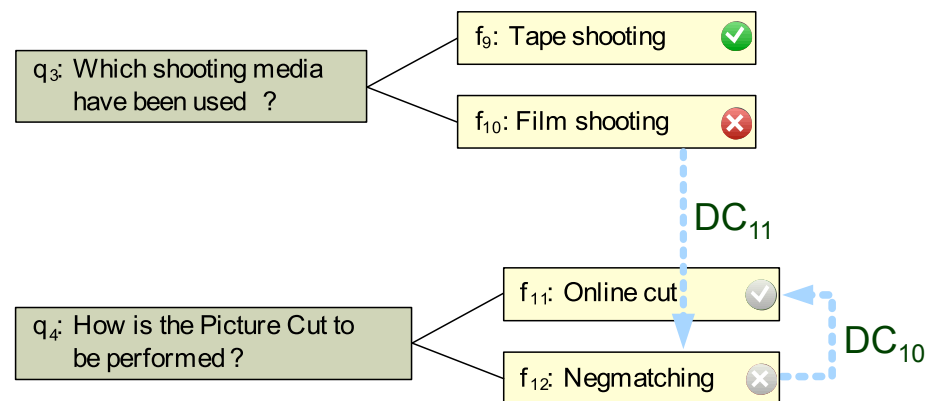 q₃: Which shooting media
have been used ?
f₉: Tape shooting
f₁₀: Film shooting
DC₁₁
q₄: How is the Picture Cut to
be performed ?
f₁₁: Online cut
f₁₂: Negmatching
DC₁₀